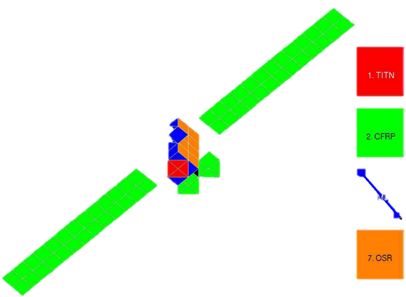 1. TITN
2. CFRP
7. OSR